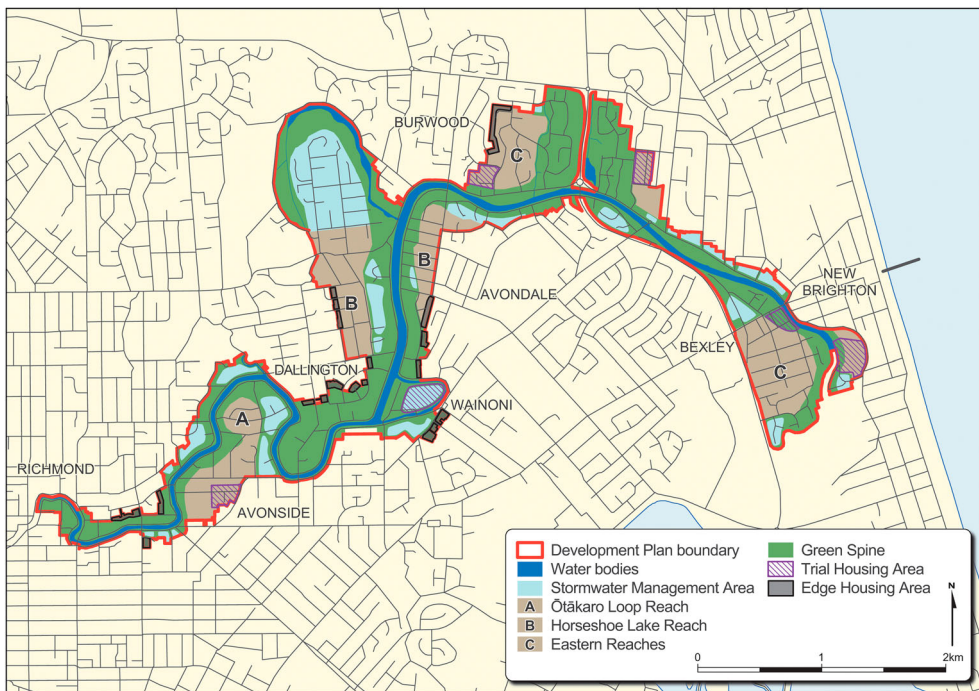 BURWOOD
C
B
B
AVONDALE
NEW
BRIGHTON
BEXLEY
C
DALLINGTON
WAINONI
A
RICHMOND
AVONSIDE
Development Plan boundary
Water bodies
Stormwater Management Area
A Ōtākaro Loop Reach
B Horseshoe Lake Reach
C Eastern Reaches
Green Spine
Trial Housing Area
Edge Housing Area
N
0 1 2km